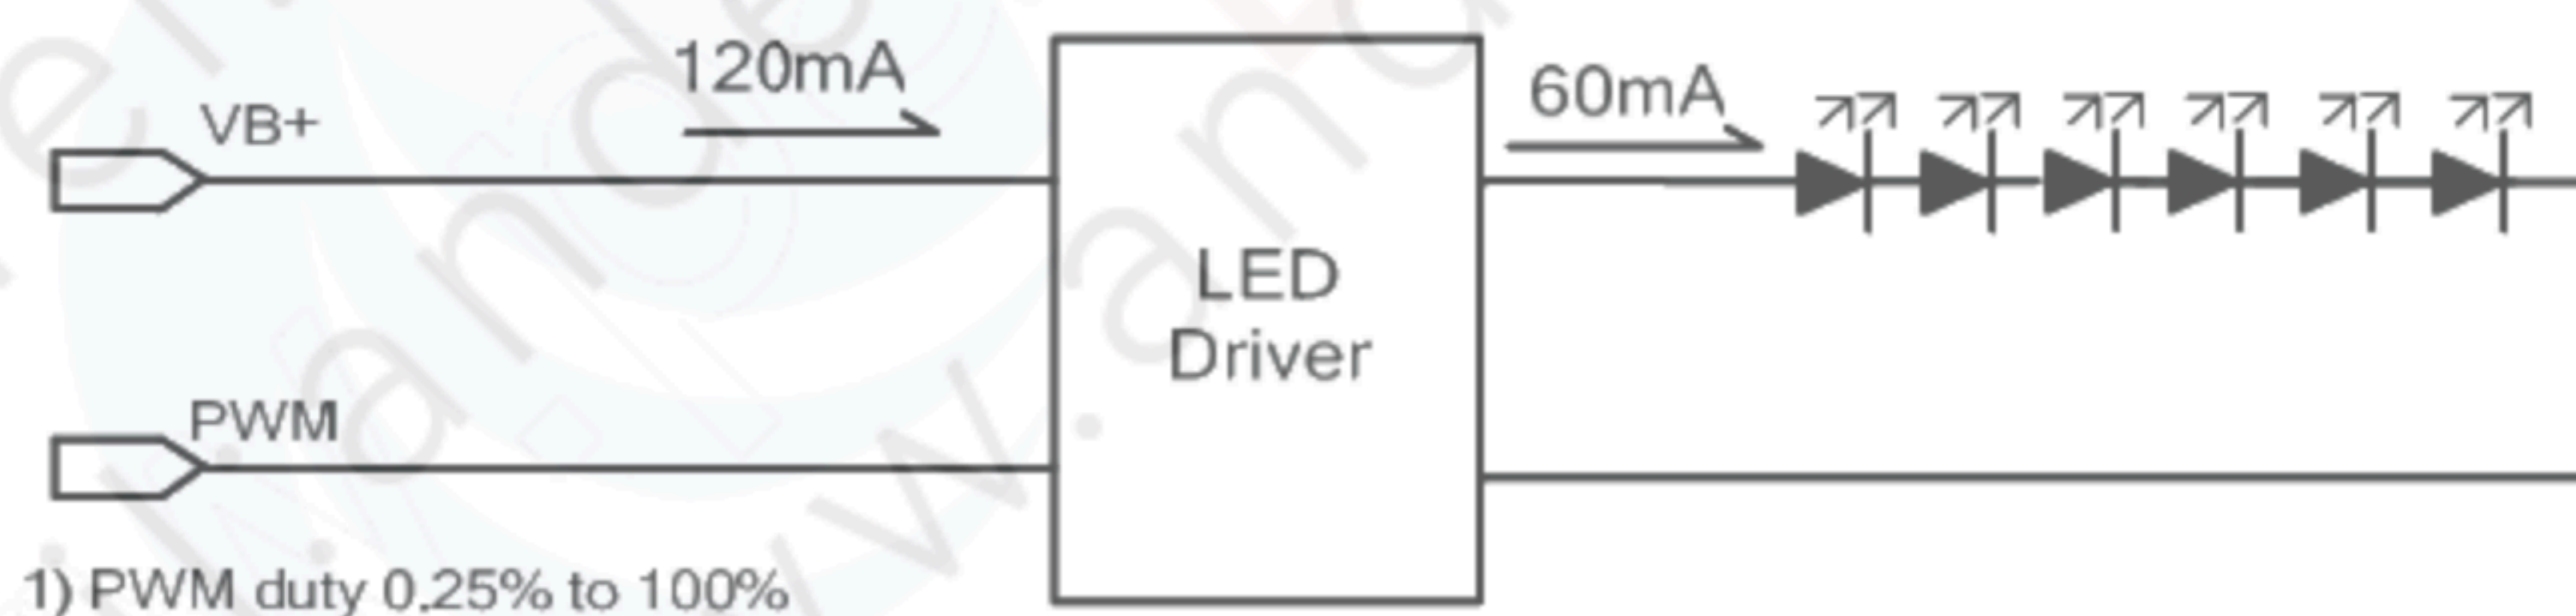 120mA
60mA
VB+
LED
Driver
PWM
1) PWM duty 0.25% to 100%